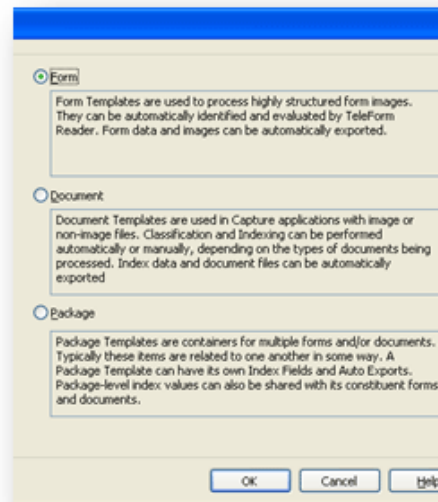 Form
Form Templates are used to process highly structured form images.
They can be automatically identified and evaluated by TeleForm
Reader. Form data and images can be automatically exported.
Document
Document Templates are used in Capture applications with image or
non-image files. Classification and Indexing can be performed
automatically or manually, depending on the types of documents being
processed. Index data and document files can be automatically
exported
Package
Package Templates are containers for multiple forms and/or documents.
Typically these items are related to one another in some way. A
Package Template can have its own Index Fields and Auto Exports.
Package-level index values can also be shared with its constituent forms
and documents.
OK Cancel Help